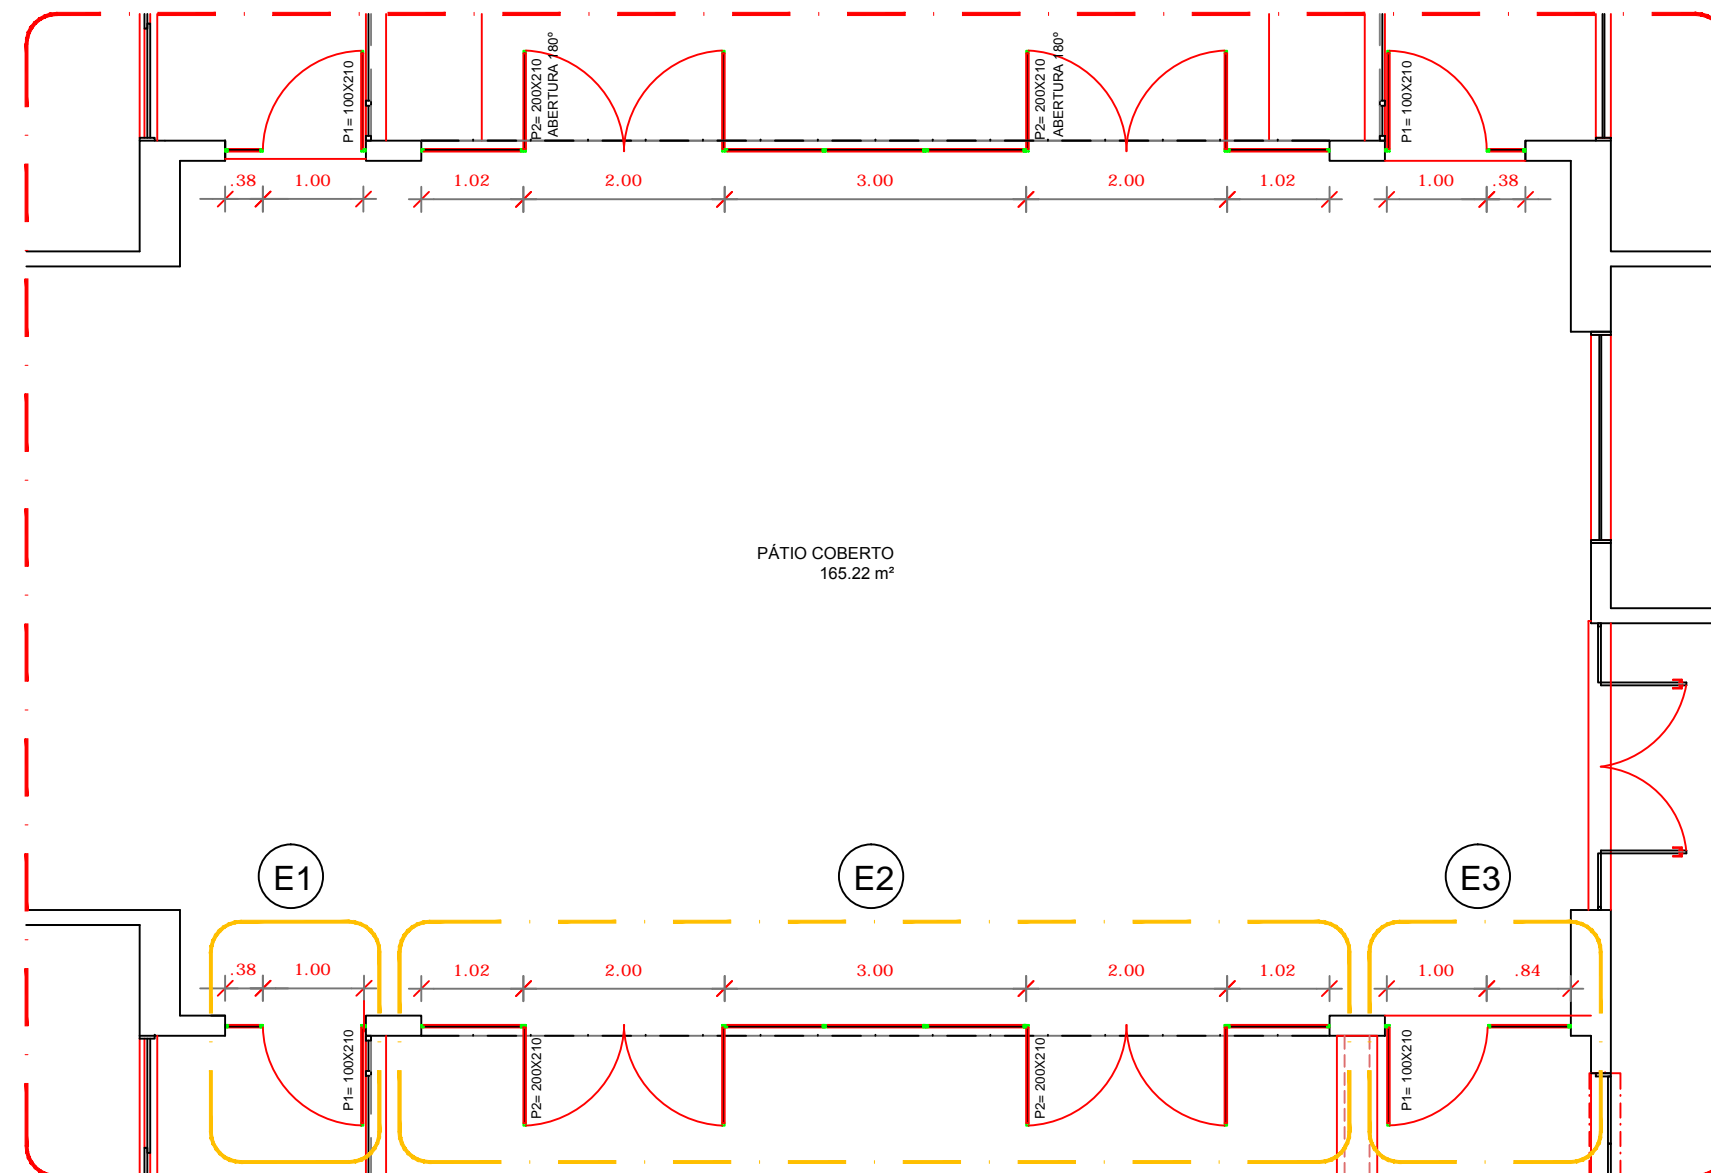 P1= 100X210
P2= 200X210
ABERTURA 180°
P2= 200X210
ABERTURA 180°
P1= 100X210
.38
1.00
1.02
2.00
3.00
2.00
1.02
1.00
.38
PÁTIO COBERTO
165.22 m²
E1
E2
E3
.38
1.00
1.02
2.00
3.00
2.00
1.02
1.00
.84
P1= 100X210
P2= 200X210
P2= 200X210
P1= 100X210